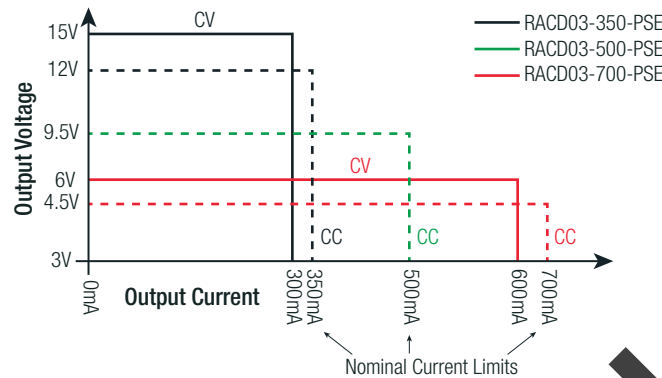 15V
CV
RACD03-350-PSE
RACD03-500-PSE
12V
RACD03-700-PSE
Output Voltage
9.5V
CV
6V
4.5V
CC
CC
CC
3V
0mA
Output Current
300mA
350mA
500mA
600mA
700mA
Nominal Current Limits